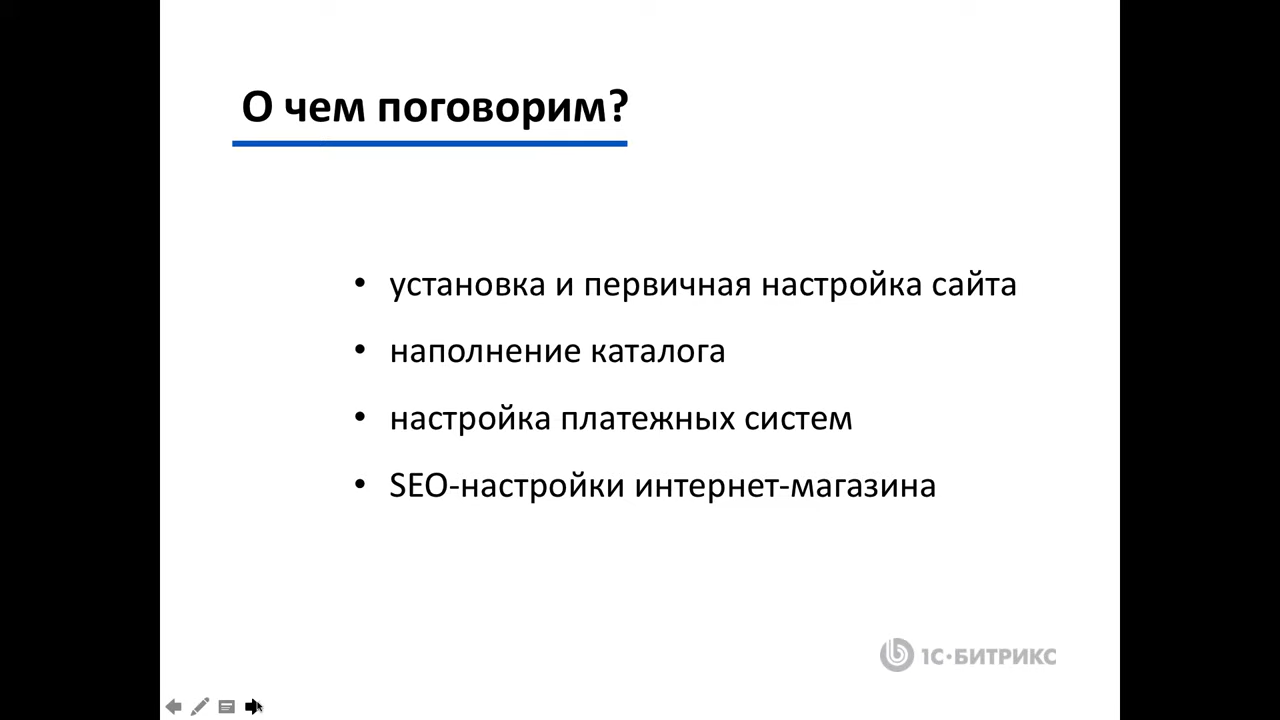 О чем поговорим?
• установка и первичная настройка сайта
• наполнение каталога
• настройка платежных систем
• SEO-настройки интернет-магазина
1С·БИТРИКС